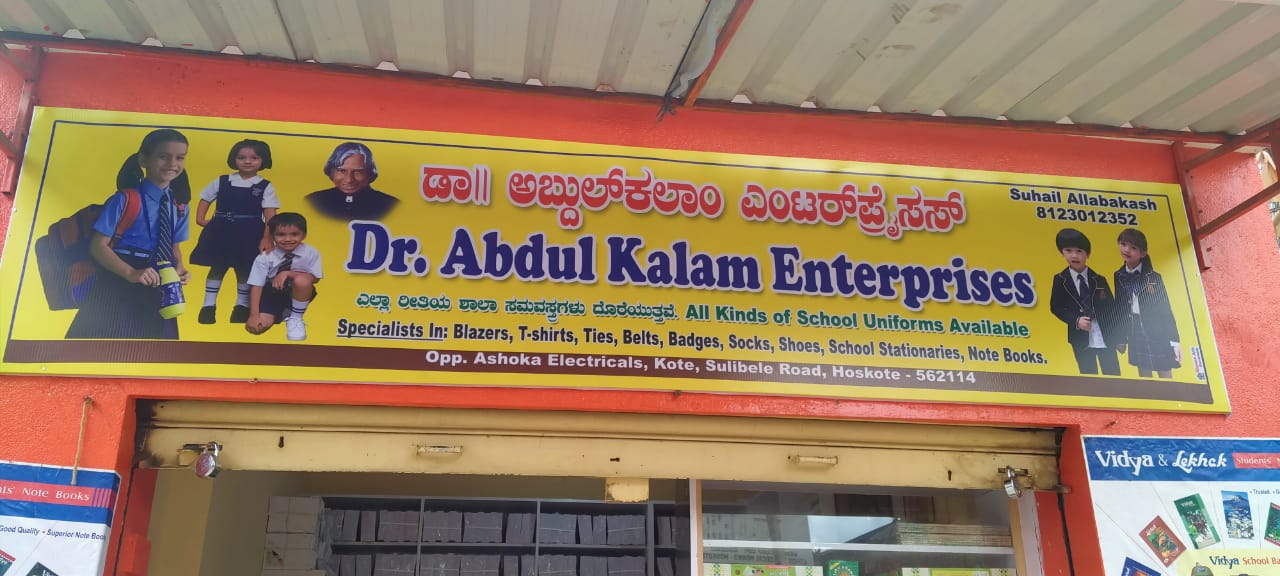 ಡಾ|| ಅಬ್ದುಲ್‌ಕಲಾಂ ಎಂಟರ್‌ಪ್ರೈಸಸ್
Suhail Allabakash
8123012352
Dr. Abdul Kalam Enterprises
ಎಲ್ಲಾ ರೀತಿಯ ಶಾಲಾ ಸಮವಸ್ತ್ರಗಳು ದೊರೆಯುತ್ತವೆ. All Kinds of School Uniforms Available
Specialists In: Blazers, T-shirts, Ties, Belts, Badges, Socks, Shoes, School Stationaries, Note Books.
Opp. Ashoka Electricals, Kote, Sulibele Road, Hoskote - 562114
Note Books
Good Quality • Superior Note
Vidya & Lekhak Students'
Trusted
Vidya School